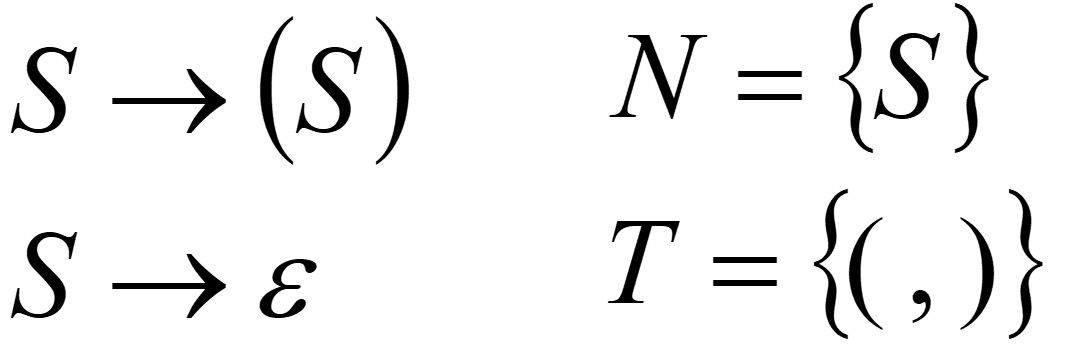 S → (S) N = {S}
S → ε T = {( , )}